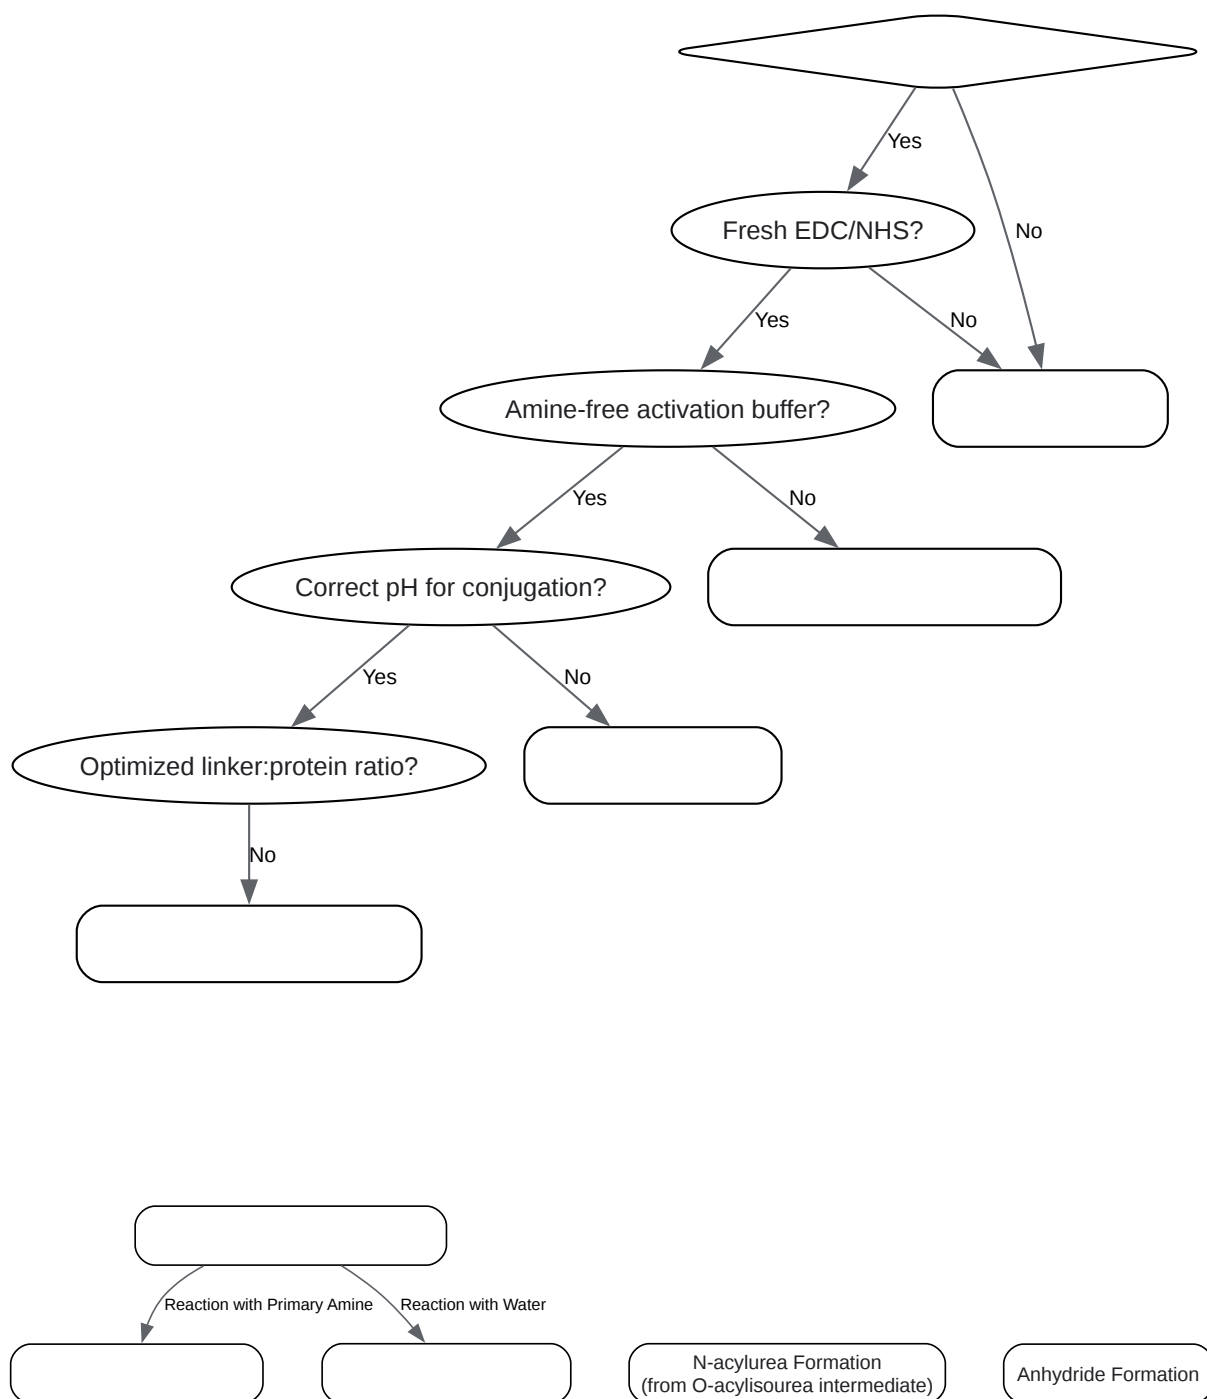 Yes
No
Fresh EDC/NHS?
Yes
No
Amine-free activation buffer?
Yes
No
Correct pH for conjugation?
Yes
No
Optimized linker:protein ratio?
No
Reaction with Primary Amine
Reaction with Water
N-acylurea Formation
(from O-acylisourea intermediate)
Anhydride Formation